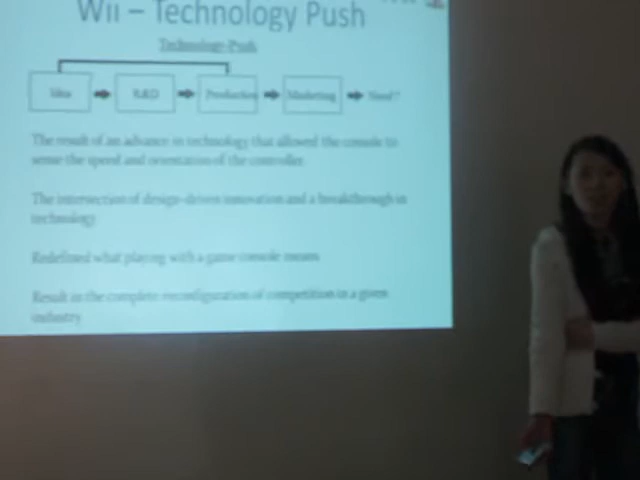 Wii – Technology Push
Technology-Push
Idea R&D Production Marketing Need?
The result of an advance in technology that allowed the console to
sense the speed and orientation of the controller.
The intersection of design-driven innovation and a breakthrough in
technology
Redefined what playing with a game console means
Result in the complete reconfiguration of competition in a given
industry